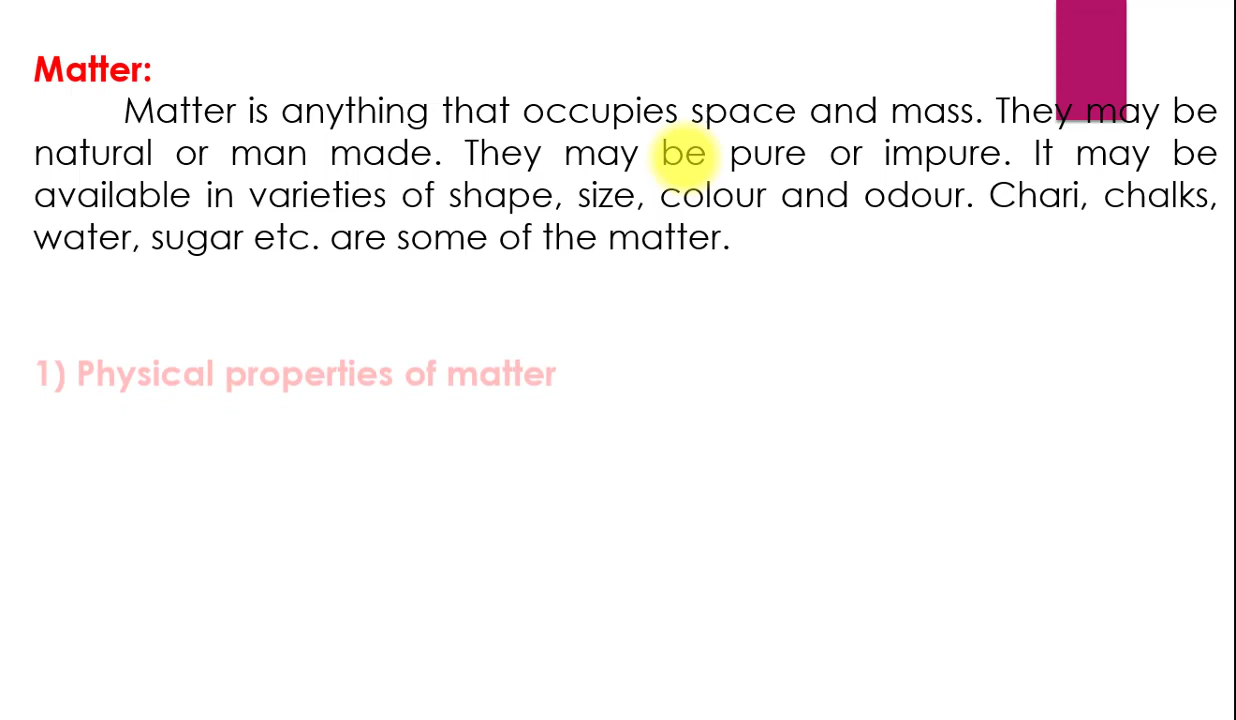 Matter:
Matter is anything that occupies space and mass. They may be
natural or man made. They may be pure or impure. It may be
available in varieties of shape, size, colour and odour. Chari, chalks,
water, sugar etc. are some of the matter.
1) Physical properties of matter